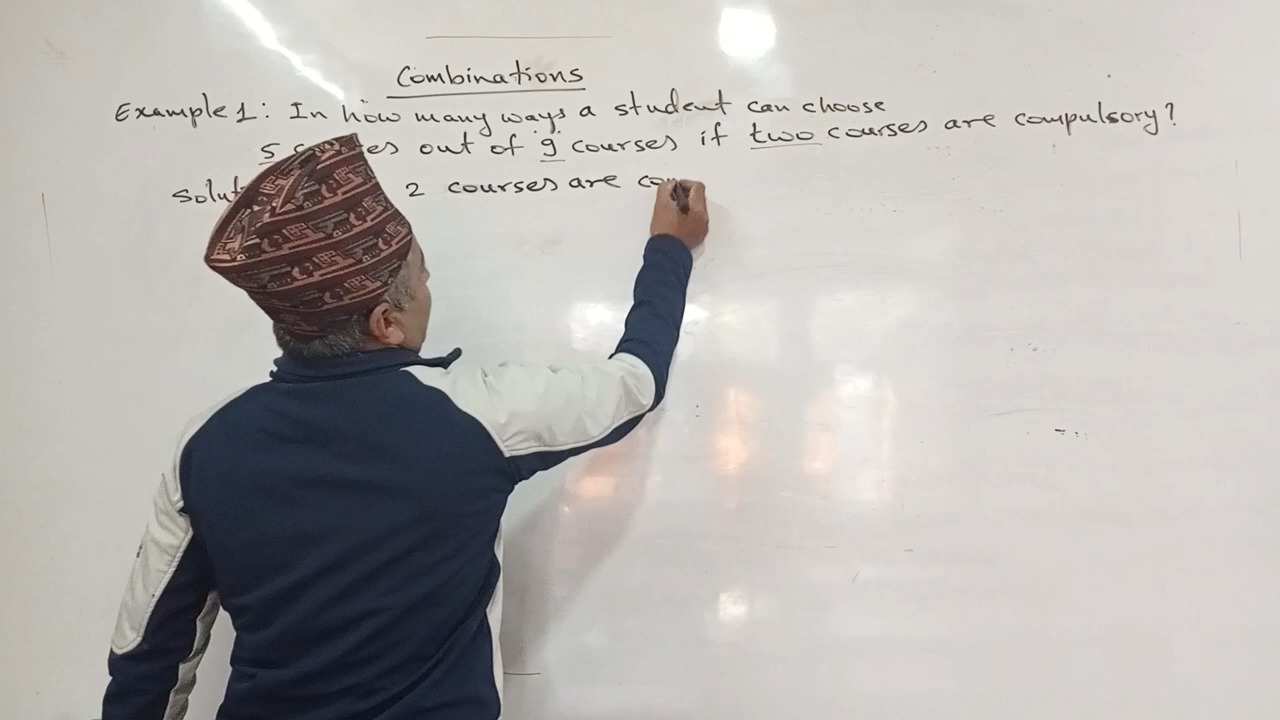 Combinations
Example 1: In how many ways a student can choose
5 out of 9 courses if two courses are compulsory?
2 courses are